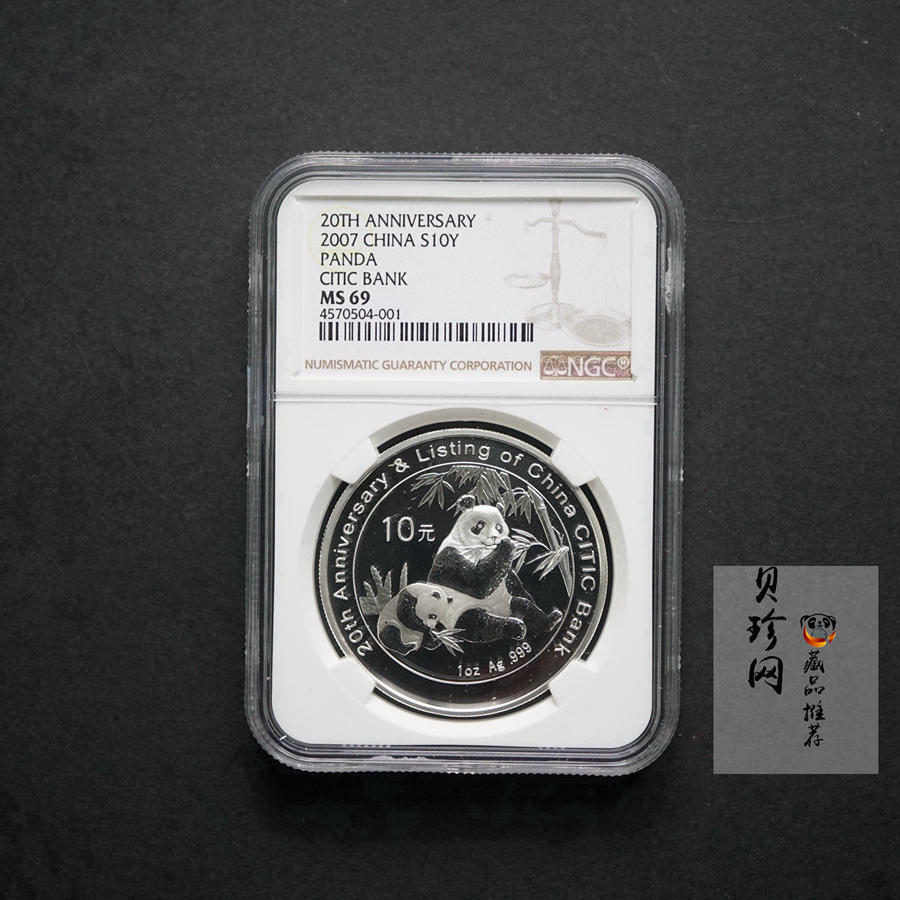 20TH ANNIVERSARY
2007 CHINA S10Y
PANDA
CITIC BANK
MS 69
4570504-001
NUMISMATIC GUARANTY CORPORATION
NGC®
20th Anniversary & Listing of China CITIC Bank
10元
1oz Ag .999
贝珍网
藏品推荐